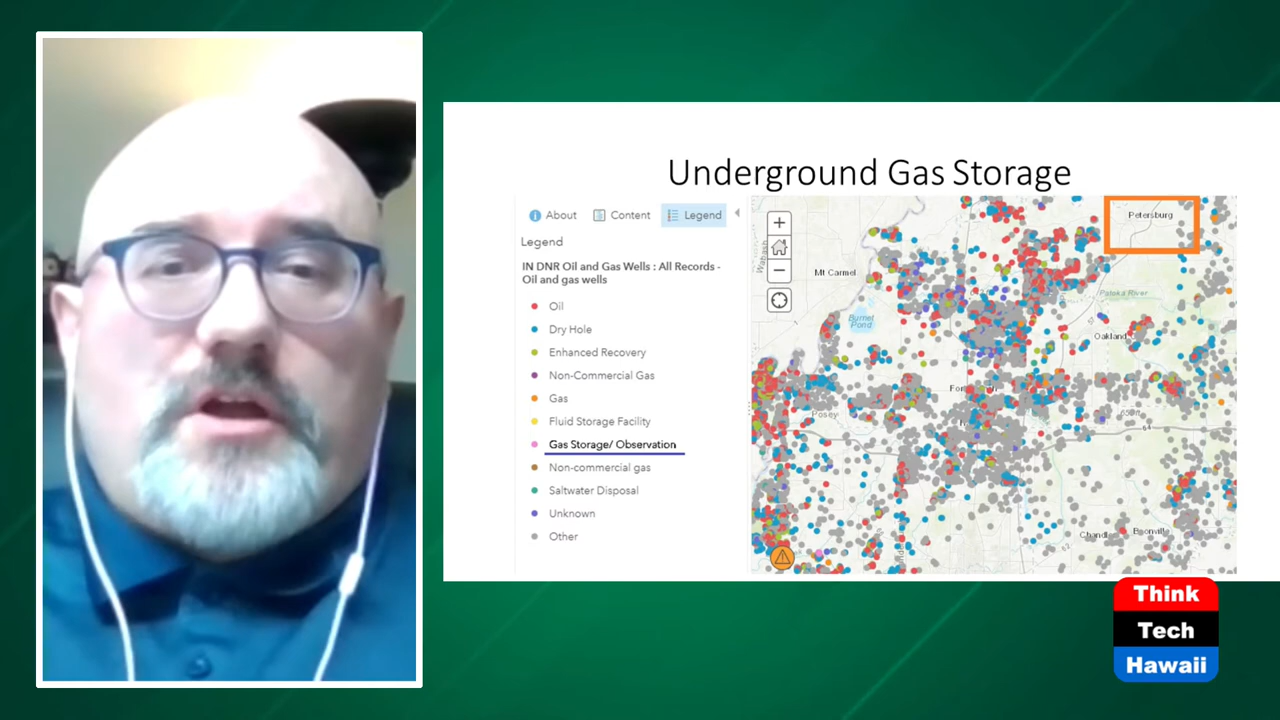 Underground Gas Storage
About
Content
Legend
Legend
IN DNR Oil and Gas Wells : All Records -
Oil and gas wells
Oil
Dry Hole
Enhanced Recovery
Non-Commercial Gas
Gas
Fluid Storage Facility
Gas Storage/ Observation
Non-commercial gas
Saltwater Disposal
Unknown
Other
+
−
Petersburg
Wabash
Mt Carmel
Patoka River
Burnet
Pond
Oakland
Posey
64
Think
Tech
Hawaii